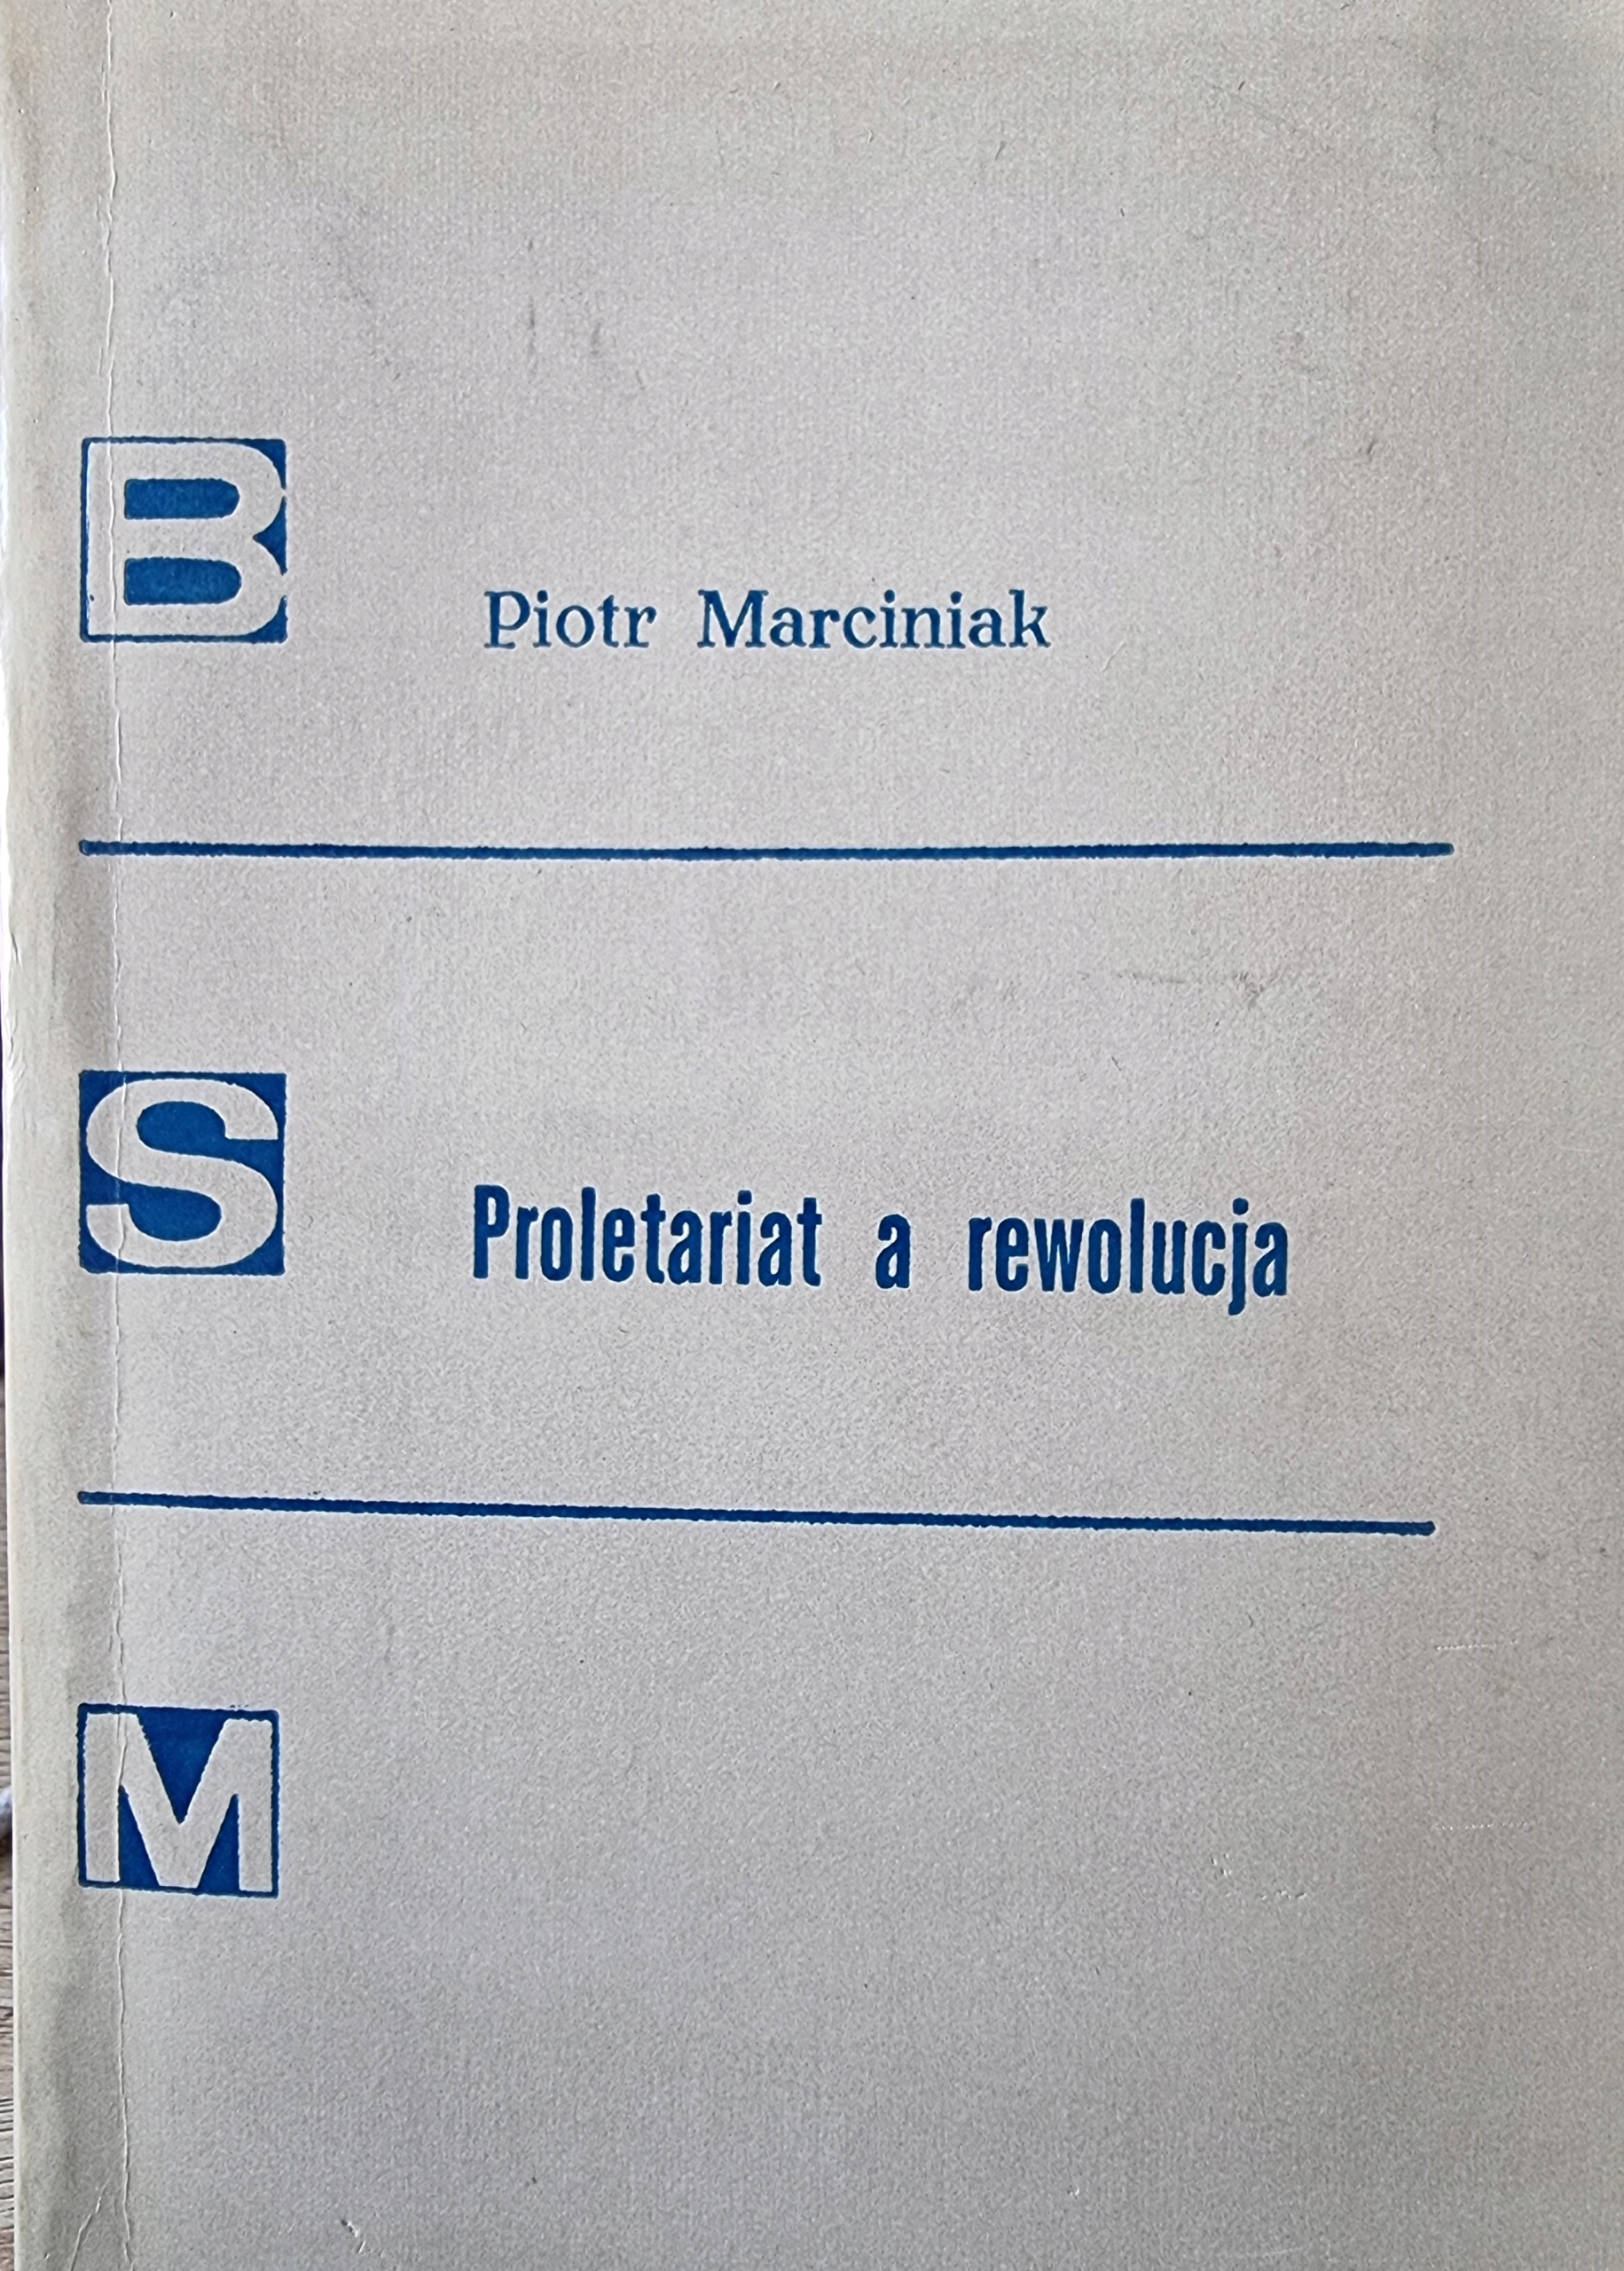 B
Piotr Marciniak
S
Proletariat a rewolucja
M